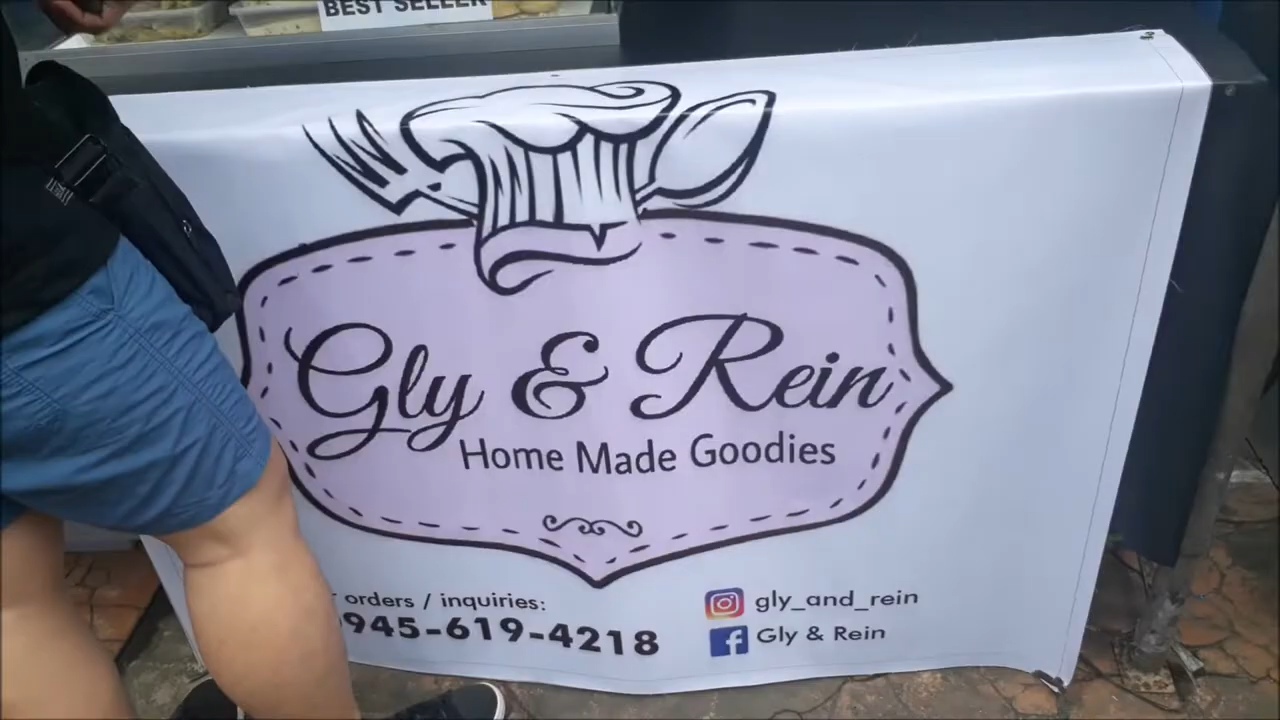 BEST SELLER
Gly & Rein
Home Made Goodies
orders / inquiries:
945-619-4218
gly_and_rein
Gly & Rein